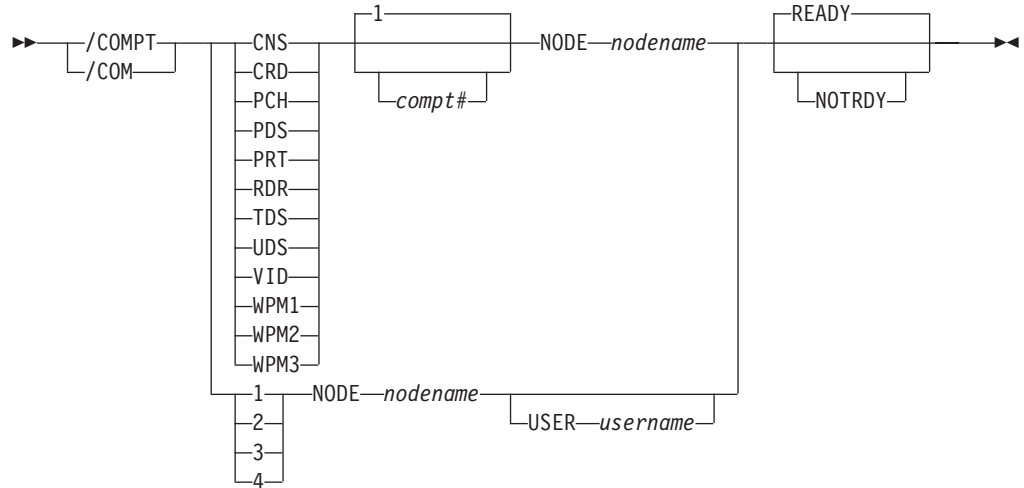 1 READY
/COMPT CNS NODE nodename
/COM CRD NOTRDY
PCH compt#
PDS
PRT
RDR
TDS
UDS
VID
WPM1
WPM2
WPM3
1 NODE nodename
2 USER username
3
4